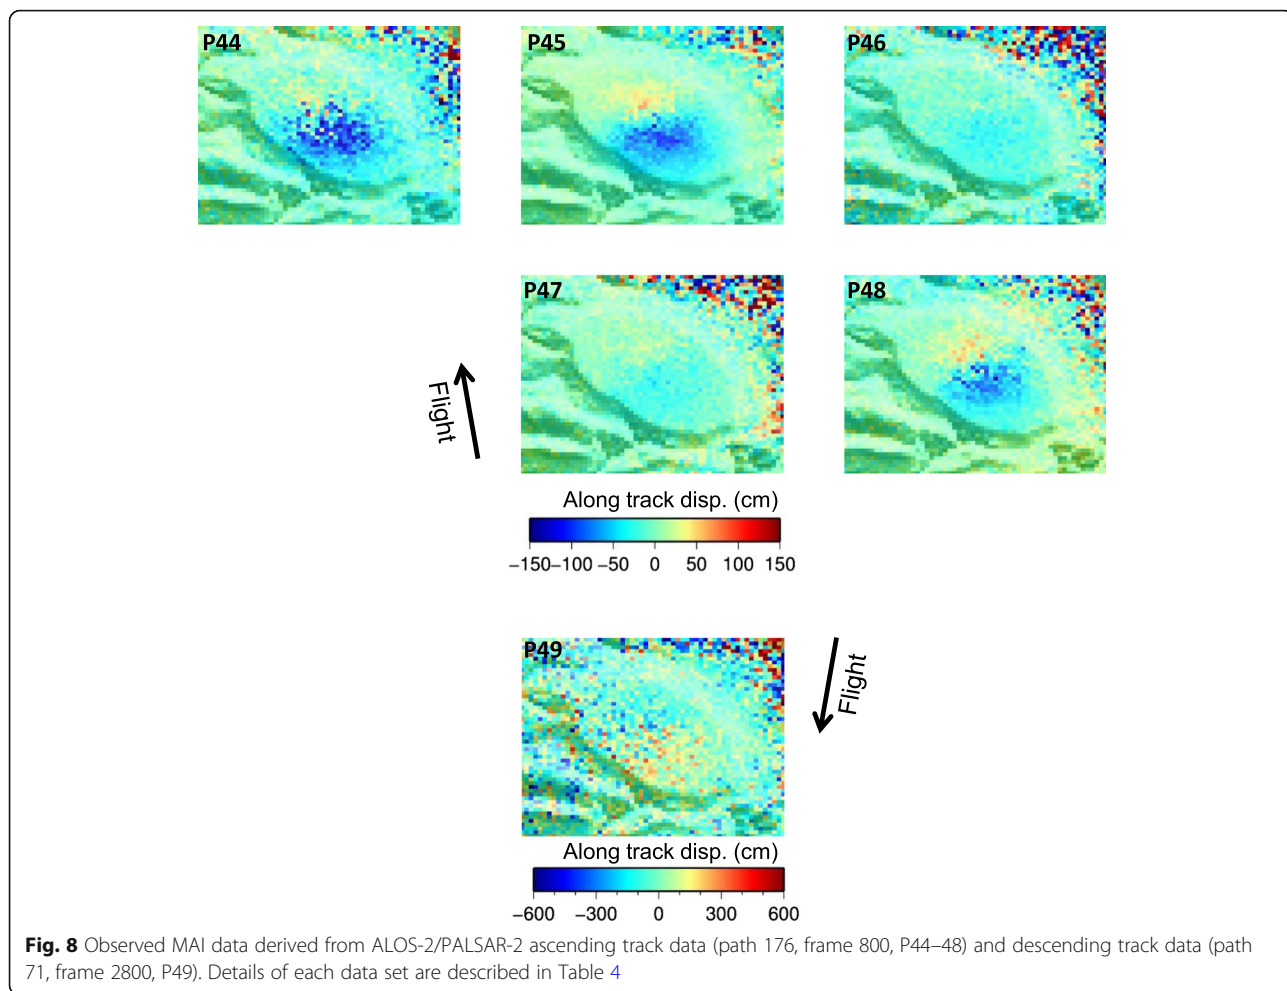 P44
P45
P46
P47
P48
Flight
Along track disp. (cm)
−150 −100 −50 0 50 100 150
P49
Flight
Along track disp. (cm)
−600 −300 0 300 600
Fig. 8 Observed MAI data derived from ALOS-2/PALSAR-2 ascending track data (path 176, frame 800, P44–48) and descending track data (path
71, frame 2800, P49). Details of each data set are described in Table 4